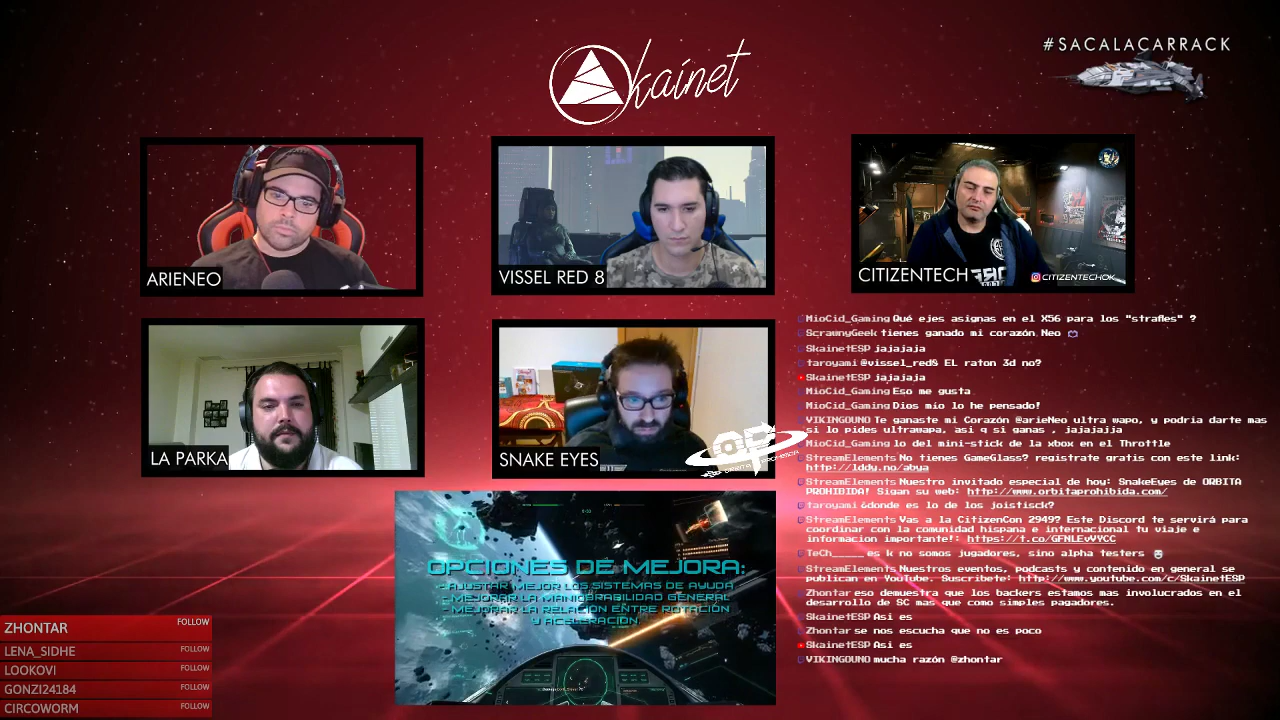 #SACALACARRACK
kainet
ARIENEO
VISSEL RED 8
CITIZENTECH
CITIZENTECHOK
LA PARKA
SNAKE EYES
MioCid_Gaming Qué ejes asignas en el X56 para los "strafles" ?
ScrawnyGeek tienes ganado mi corazón Neo
SkainetESP jajajaja
taroyami @vissel_red8 EL raton 3d no?
SkainetESP jajajaja
MioCid_Gaming Eso me gusta
MioCid_Gaming Dios mio lo he pensado!
VIKINGOUNO Te ganaste mi Corazón @arieNeo ultra wapo, y podria darte mas
si lo pides ultrawapa, asi q si ganas , jajajajja
MioCid_Gaming lo del mini-stick de la xbox en el Throttle
StreamElements No tienes GameGlass? registrate gratis con este link:
http://lddy.no/abya
StreamElements Nuestro invitado especial de hoy: SnakeEyes de ORBITA
PROHIBIDA! Sigan su web: http://www.orbitaprohibida.com/
taroyami &donde es lo de los joistisck?
StreamElements Vas a la CitizenCon 2949? Este Discord te servirá para
coordinar con la comunidad hispana e internacional tu viaje e
informacion importante!: https://t.co/GFNLEvVYCC
TeCh_____ es k no somos jugadores, sino alpha testers
StreamElements Nuestros eventos, podcasts y contenido en general se
publican en YouTube. Suscribete: http://www.youtube.com/c/SkainetESP
Zhontar eso demuestra que los backers estamos mas involucrados en el
desarrollo de SC mas que como simples pagadores.
SkainetESP Asi es
Zhontar se nos escucha que no es poco
SkainetESP Asi es
VIKINGOUNO mucha razón @zhontar
OPCIONES DE MEJORA:
- AJUSTAR MEJOR LOS SISTEMAS DE AYUDA
- MEJORAR LA MANIOBRABILIDAD GENERAL
- MEJORAR LA RELACIÓN ENTRE ROTACIÓN
Y ACELERACIÓN.
ZHONTAR FOLLOW
LENA_SIDHE FOLLOW
LOOKOVI FOLLOW
GONZI24184 FOLLOW
CIRCOWORM FOLLOW